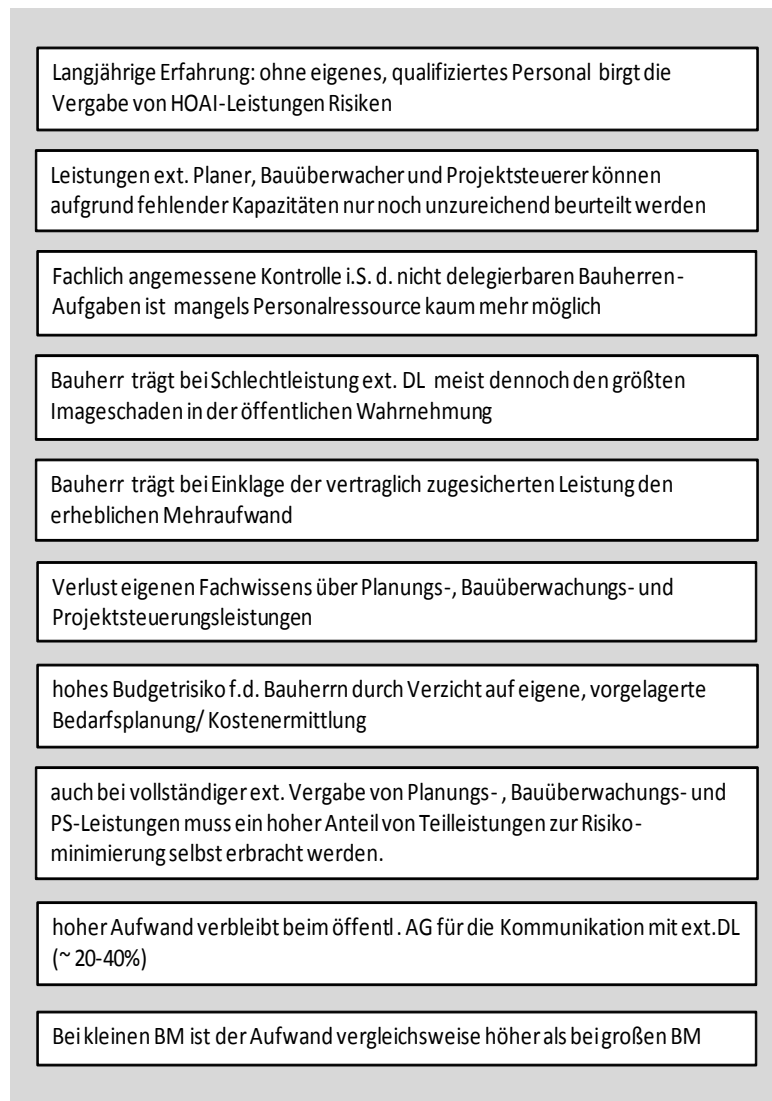 Langjährige Erfahrung: ohne eigenes, qualifiziertes Personal birgt die
Vergabe von HOAI-Leistungen Risiken
Leistungen ext. Planer, Bauüberwacher und Projektsteuerer können
aufgrund fehlender Kapazitäten nur noch unzureichend beurteilt werden
Fachlich angemessene Kontrolle i.S. d. nicht delegierbaren Bauherren-
Aufgaben ist mangels Personalressource kaum mehr möglich
Bauherr trägt bei Schlechtleistung ext. DL meist dennoch den größten
Imageschaden in der öffentlichen Wahrnehmung
Bauherr trägt bei Einklage der vertraglich zugesicherten Leistung den
erheblichen Mehraufwand
Verlust eigenen Fachwissens über Planungs-, Bauüberwachungs- und
Projektsteuerungsleistungen
hohes Budgetrisiko f.d. Bauherrn durch Verzicht auf eigene, vorgelagerte
Bedarfsplanung/ Kostenermittlung
auch bei vollständiger ext. Vergabe von Planungs- , Bauüberwachungs- und
PS-Leistungen muss ein hoher Anteil von Teilleistungen zur Risiko-
minimierung selbst erbracht werden.
hoher Aufwand verbleibt beim öffentl. AG für die Kommunikation mit ext.DL
(~ 20-40%)
Bei kleinen BM ist der Aufwand vergleichsweise höher als bei großen BM